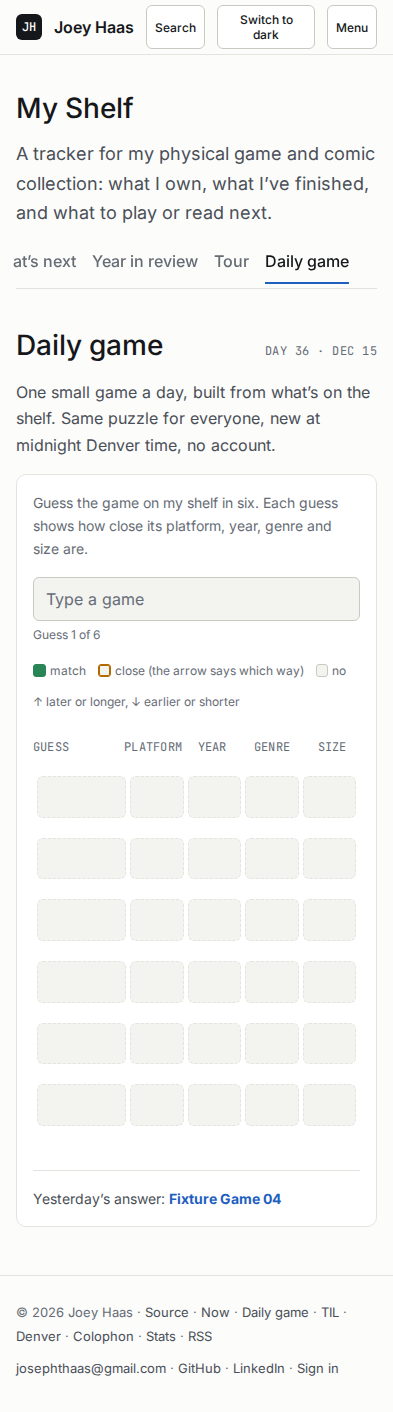 JH Joey Haas Search Switch to dark Menu
My Shelf
A tracker for my physical game and comic
collection: what I own, what I’ve finished,
and what to play or read next.
at’s next Year in review Tour Daily game
Daily game DAY 36 · DEC 15
One small game a day, built from what’s on the
shelf. Same puzzle for everyone, new at
midnight Denver time, no account.
Guess the game on my shelf in six. Each guess
shows how close its platform, year, genre and
size are.
Type a game
Guess 1 of 6
match close (the arrow says which way) no
↑ later or longer, ↓ earlier or shorter
GUESS PLATFORM YEAR GENRE SIZE
Yesterday’s answer: Fixture Game 04
© 2026 Joey Haas · Source · Now · Daily game · TIL ·
Denver · Colophon · Stats · RSS
josephthaas@gmail.com · GitHub · LinkedIn · Sign in